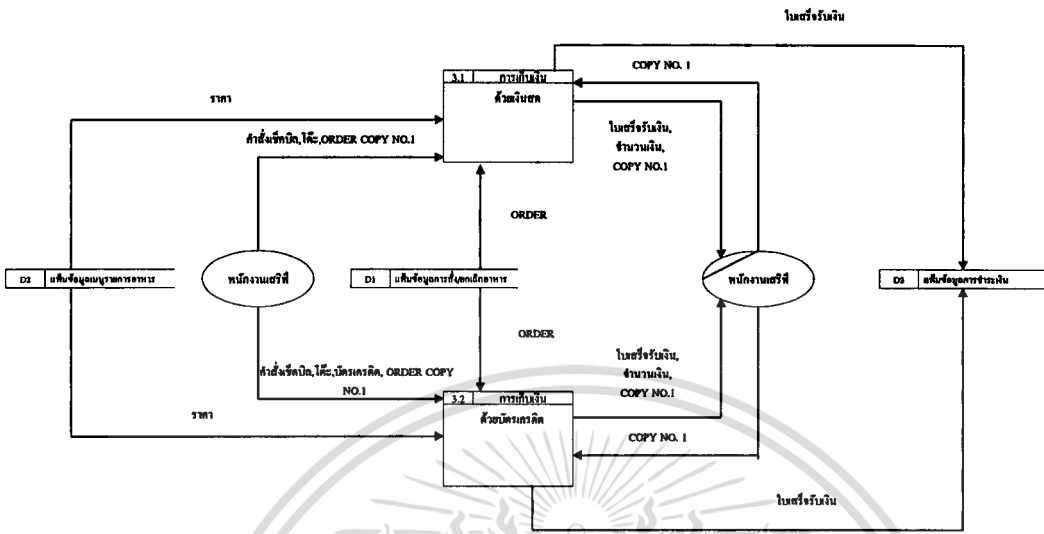 ใบเสร็จรับเงิน
COPY NO. 1
3.1 การเก็บเงิน
ด้วยเงินสด
ราคา
คำสั่งเช็คบิล,โต๊ะ,ORDER COPY NO.1
ใบเสร็จรับเงิน,
จำนวนเงิน,
COPY NO.1
ORDER
D2 แฟ้มข้อมูลเมนูรายการอาหาร
พนักงานเสริฟ
D1 แฟ้มข้อมูลการสั่ง/ยกเลิกอาหาร
พนักงานเสริฟ
D3 แฟ้มข้อมูลการชำระเงิน
ORDER
คำสั่งเช็คบิล,โต๊ะ,บัตรเครดิต, ORDER COPY
NO.1
ใบเสร็จรับเงิน,
จำนวนเงิน,
COPY NO.1
3.2 การเก็บเงิน
ด้วยบัตรเครดิต
ราคา
COPY NO. 1
ใบเสร็จรับเงิน